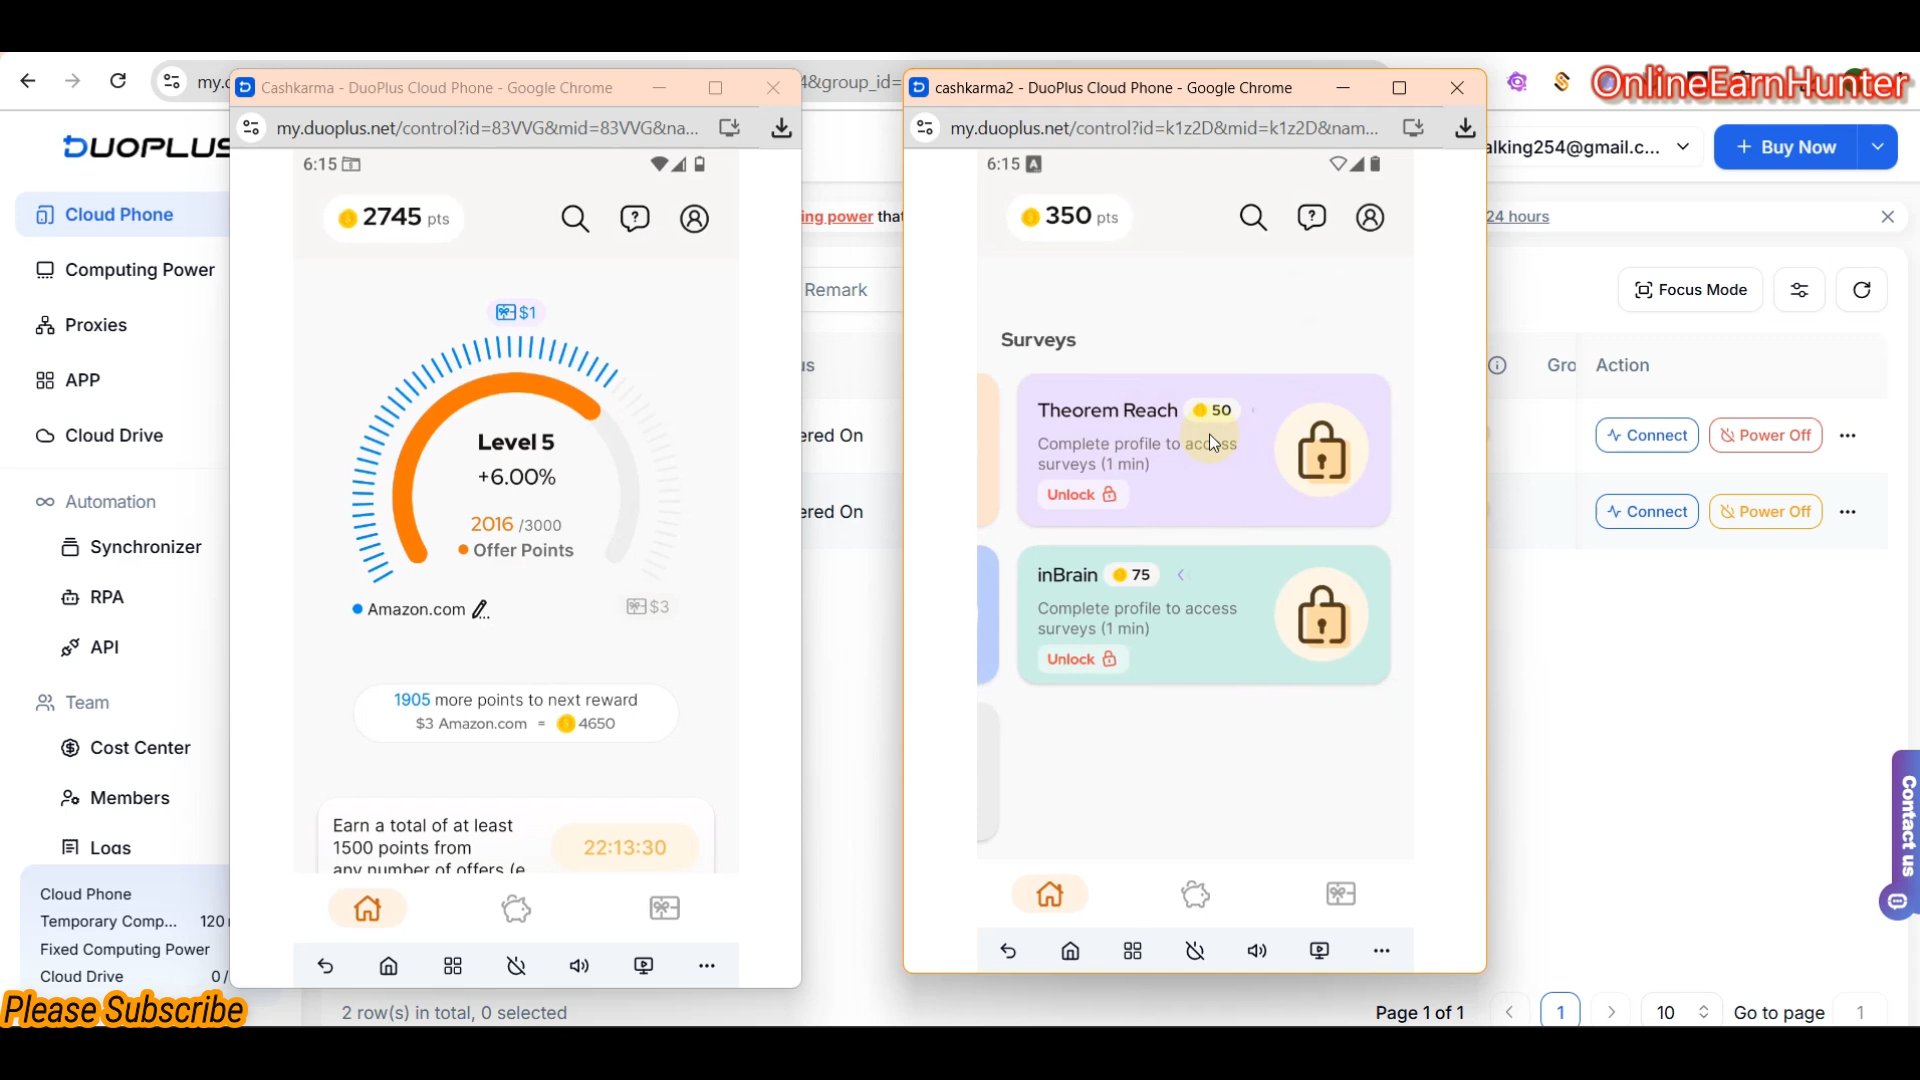 my.d
4&group_id=
OnlineEarnHunter
DUOPLUS
alking254@gmail.c...
Buy Now
Cloud Phone
Computing Power
Proxies
APP
Cloud Drive
Automation
Synchronizer
RPA
API
Team
Cost Center
Members
Logs
Cloud Phone
Temporary Comp... 120
Fixed Computing Power
Cloud Drive 0 /
Please Subscribe
Cashkarma - DuoPlus Cloud Phone - Google Chrome
my.duoplus.net/control?id=83VVG&mid=83VVG&na...
6:15
2745 pts
$1
Level 5
+6.00%
2016 /3000
Offer Points
Amazon.com
$3
1905 more points to next reward
$3 Amazon.com = 4650
Earn a total of at least
1500 points from
any number of offers (e
22:13:30
ing power that
24 hours
Remark
Focus Mode
us
Gro
Action
ered On
Connect
Power Off
ered On
Connect
Power Off
cashkarma2 - DuoPlus Cloud Phone - Google Chrome
my.duoplus.net/control?id=k1z2D&mid=k1z2D&nam...
6:15
350 pts
Surveys
Theorem Reach 50
Complete profile to access
surveys (1 min)
Unlock
inBrain 75
Complete profile to access
surveys (1 min)
Unlock
Contact us
2 row(s) in total, 0 selected
Page 1 of 1
1
10
Go to page
1